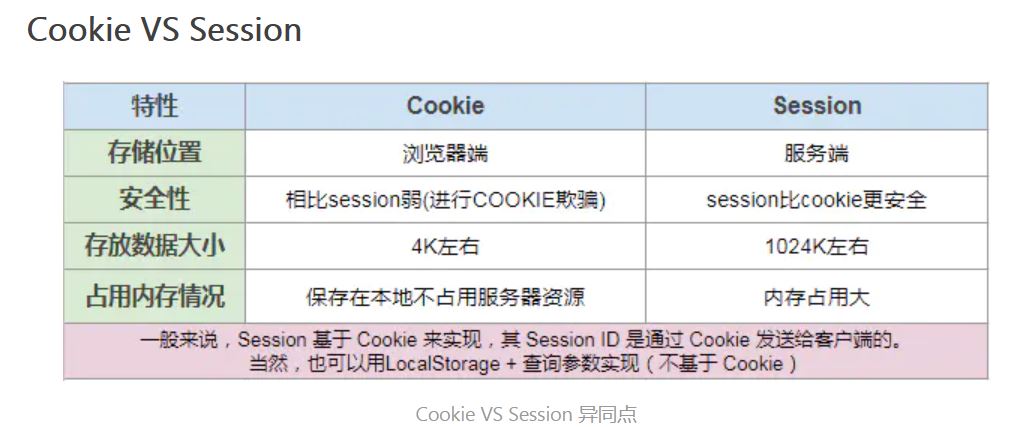 Cookie VS Session
特性 Cookie Session
存储位置 浏览器端 服务端
安全性 相比session弱(进行COOKIE欺骗) session比cookie更安全
存放数据大小 4K左右 1024K左右
占用内存情况 保存在本地不占用服务器资源 内存占用大
一般来说，Session 基于 Cookie 来实现，其 Session ID 是通过 Cookie 发送给客户端的。
当然，也可以用LocalStorage + 查询参数实现（不基于 Cookie）
Cookie VS Session 异同点